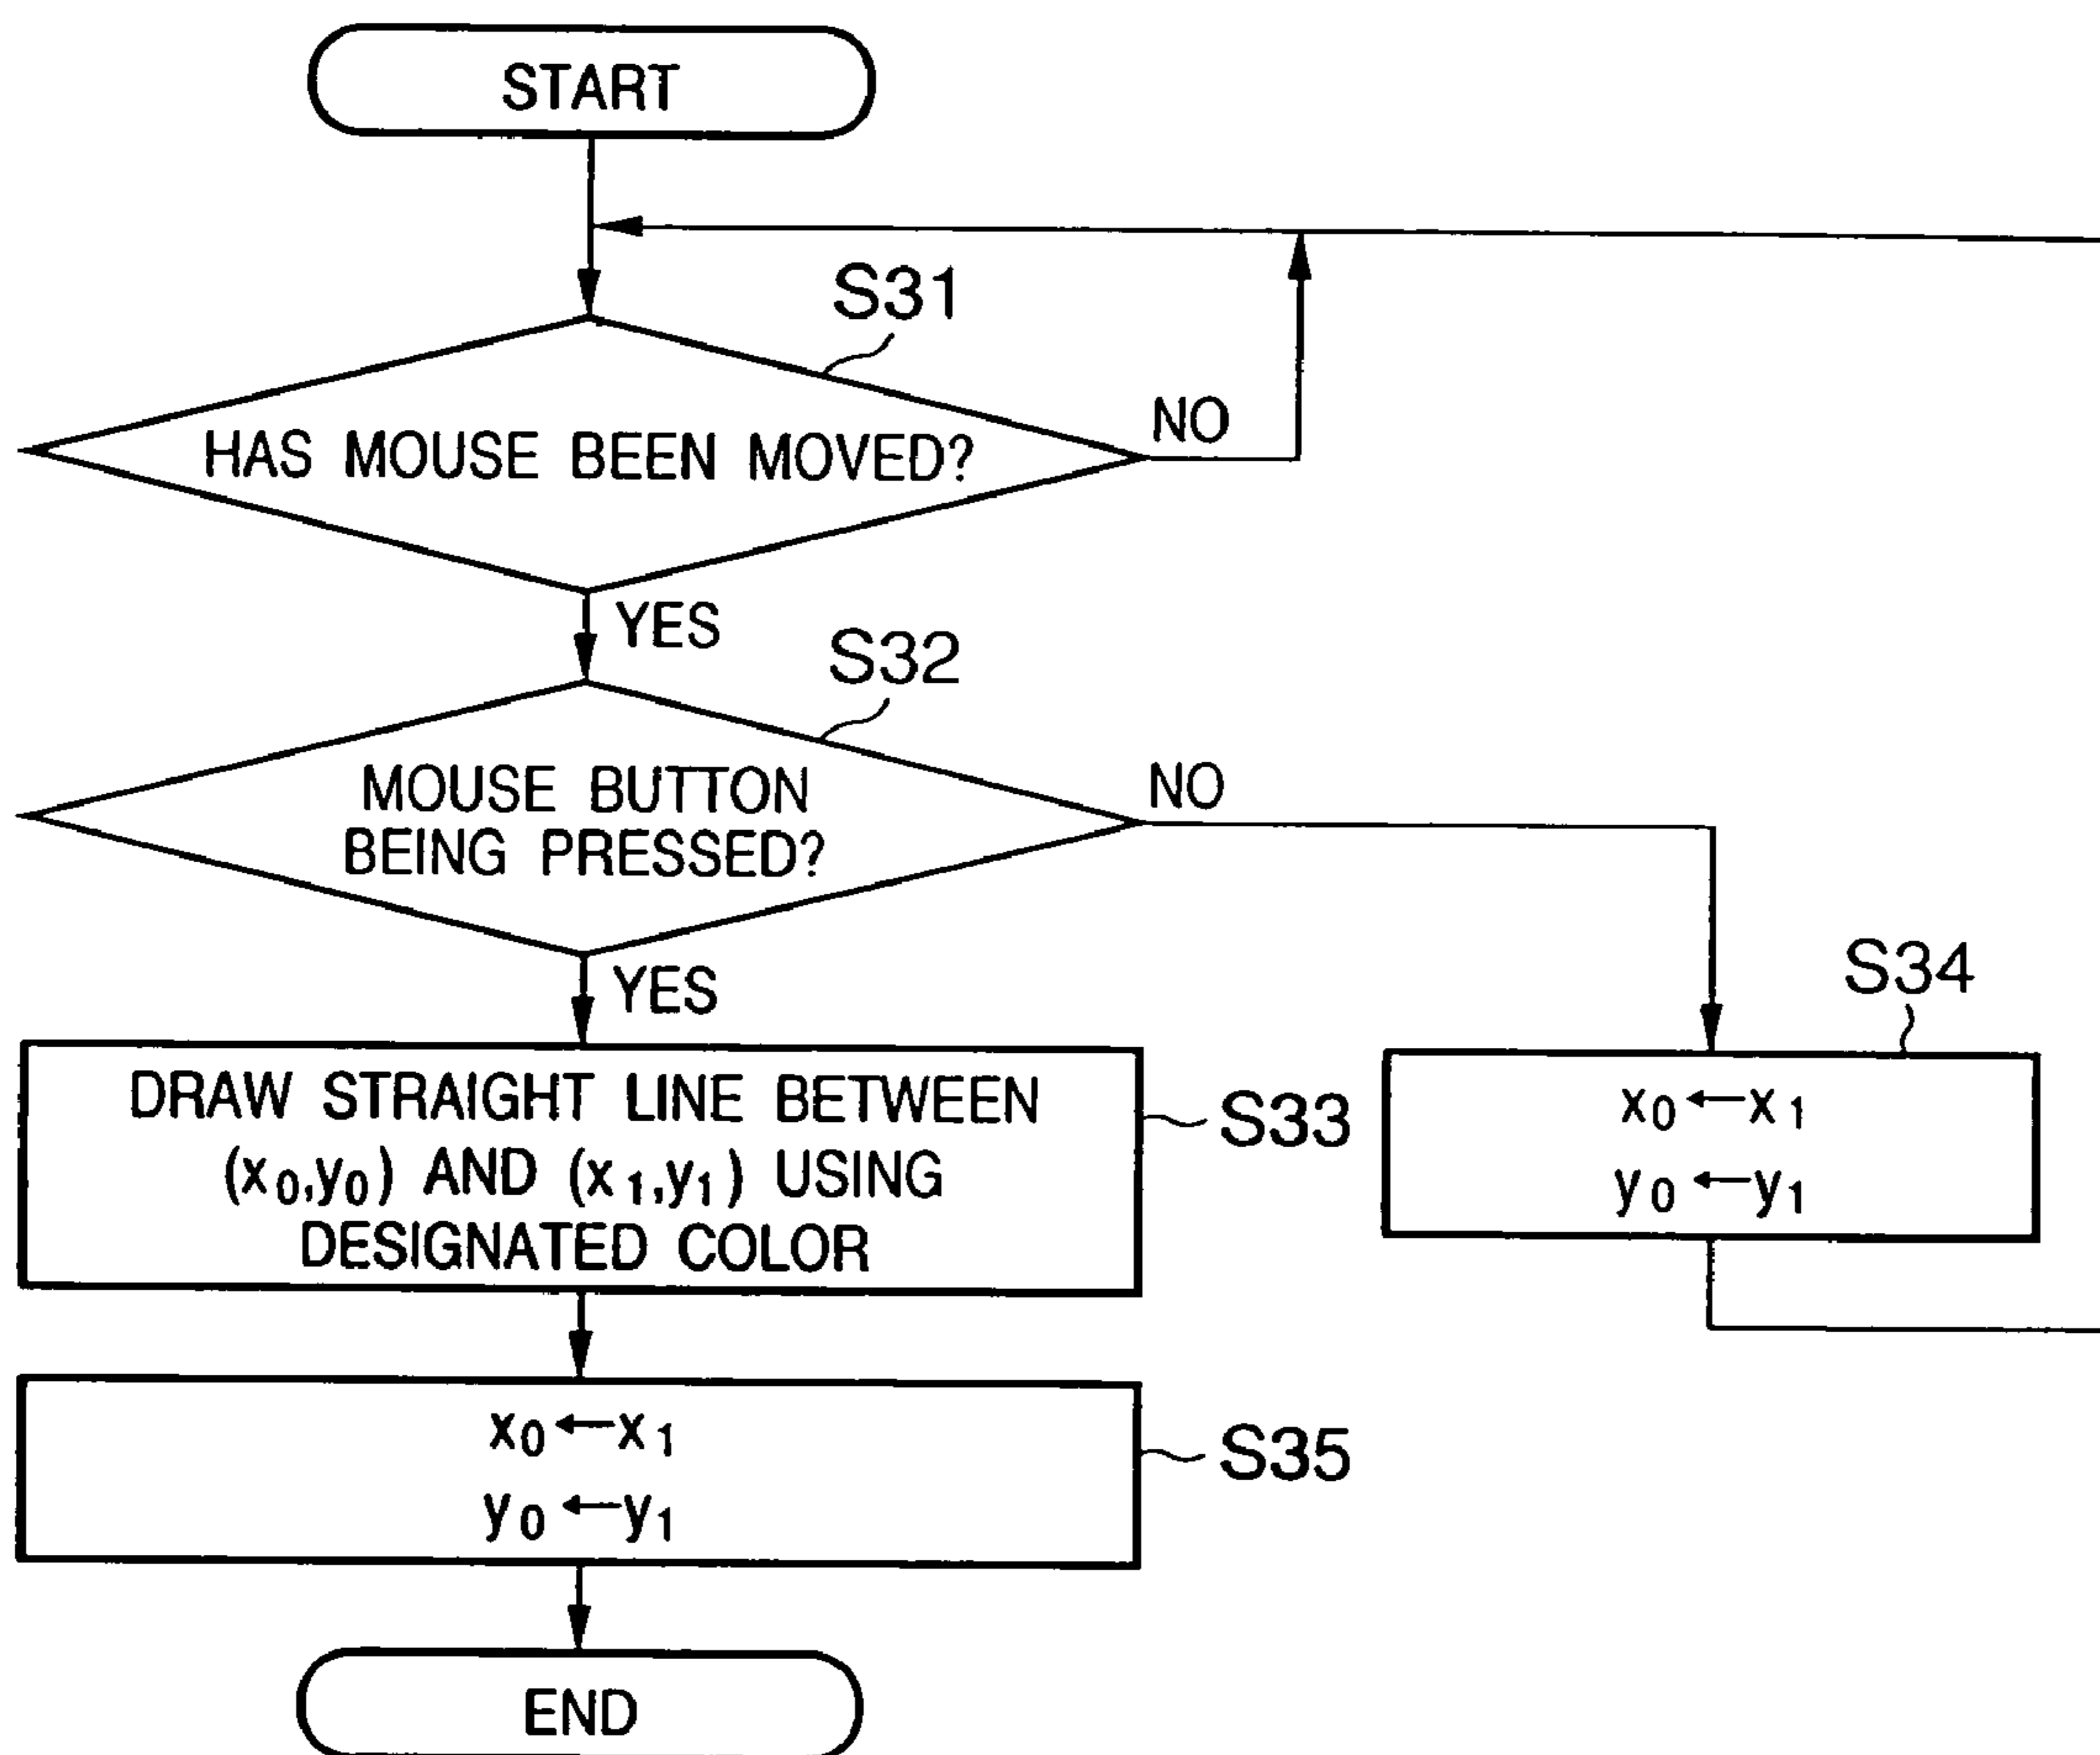 START
S31
NO
HAS MOUSE BEEN MOVED?
YES
S32
NO
MOUSE BUTTON
BEING PRESSED?
YES
S34
DRAW STRAIGHT LINE BETWEEN
(x₀,y₀) AND (x₁,y₁) USING
DESIGNATED COLOR
S33
x₀←x₁
y₀←y₁
x₀←x₁
y₀←y₁
S35
END